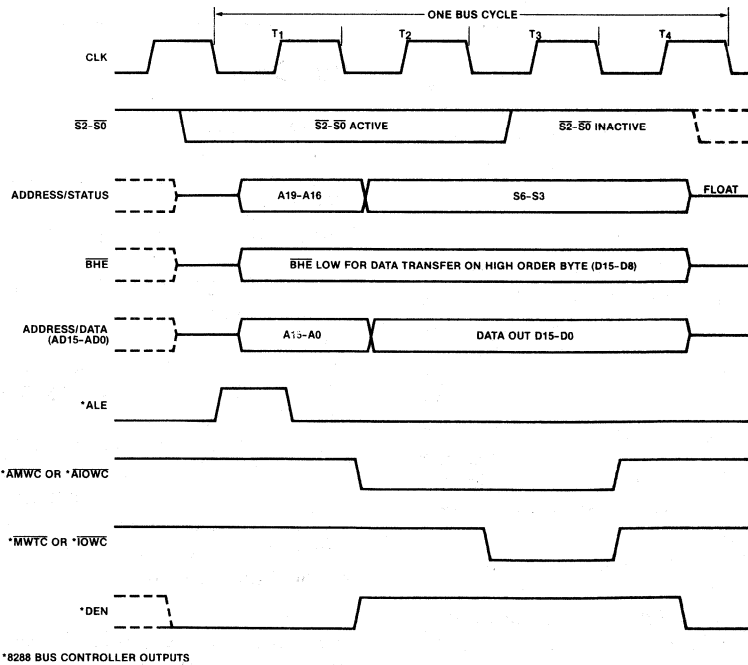 ONE BUS CYCLE
T1 T2 T3 T4
CLK
S2-S0
S2-S0 ACTIVE
S2-S0 INACTIVE
ADDRESS/STATUS
A19-A16
S6-S3
FLOAT
BHE
BHE LOW FOR DATA TRANSFER ON HIGH ORDER BYTE (D15-D8)
ADDRESS/DATA
(AD15-AD0)
A15-A0
DATA OUT D15-D0
*ALE
*AMWC OR *AIOWC
*MWTC OR *IOWC
*DEN
*8288 BUS CONTROLLER OUTPUTS